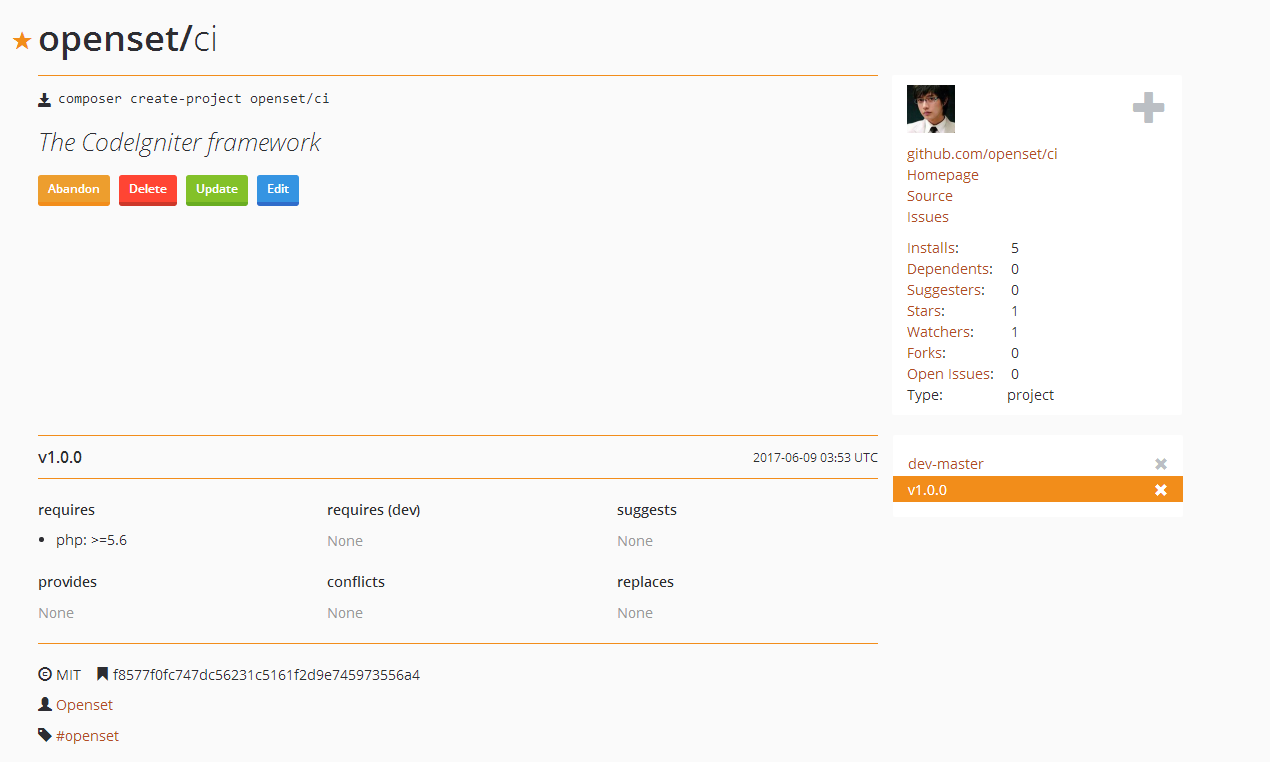 openset/ci
composer create-project openset/ci
The CodeIgniter framework
Abandon Delete Update Edit
github.com/openset/ci
Homepage
Source
Issues
Installs: 5
Dependents: 0
Suggesters: 0
Stars: 1
Watchers: 1
Forks: 0
Open Issues: 0
Type: project
v1.0.0 2017-06-09 03:53 UTC
dev-master
v1.0.0
requires requires (dev) suggests
php: >=5.6 None None
provides conflicts replaces
None None None
MIT f8577f0fc747dc56231c5161f2d9e745973556a4
Openset
#openset